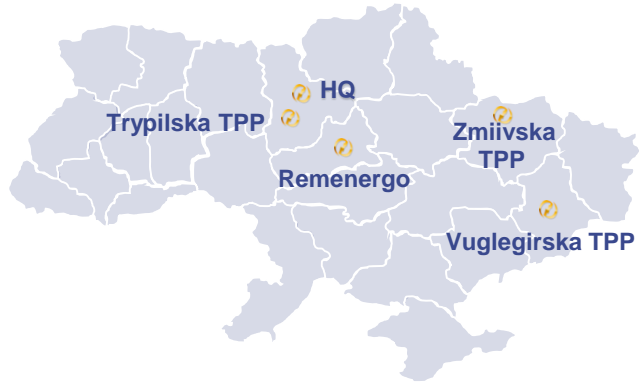 HQ
Trypilska TPP
Zmiivska
TPP
Remenergo
Vuglegirska TPP